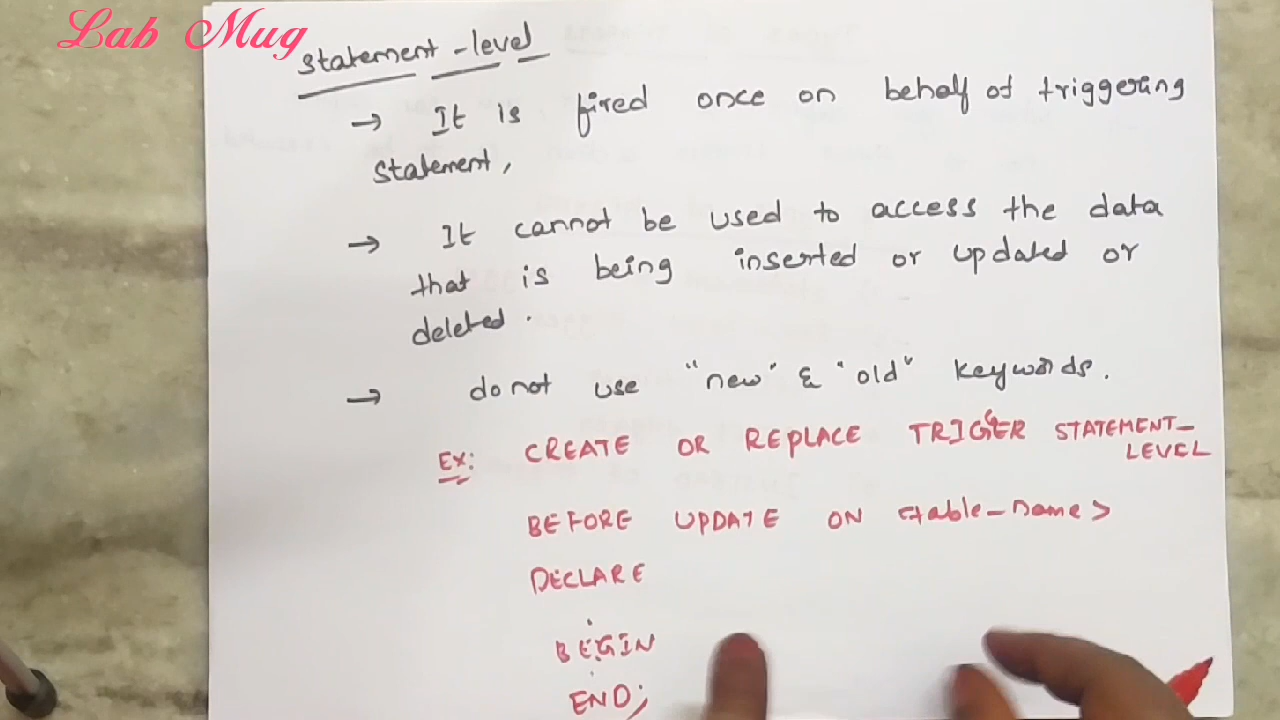 Lab Mug
Statement-level
→ It is fired once on behalf of triggering
statement,
→ It cannot be used to access the data
that is being inserted or updated or
deleted.
→ do not use "new" & "old" keywords.
Ex: CREATE OR REPLACE TRIGGER STATEMENT_
LEVEL
BEFORE UPDATE ON <table-name>
DECLARE
:
BEGIN
:
END;